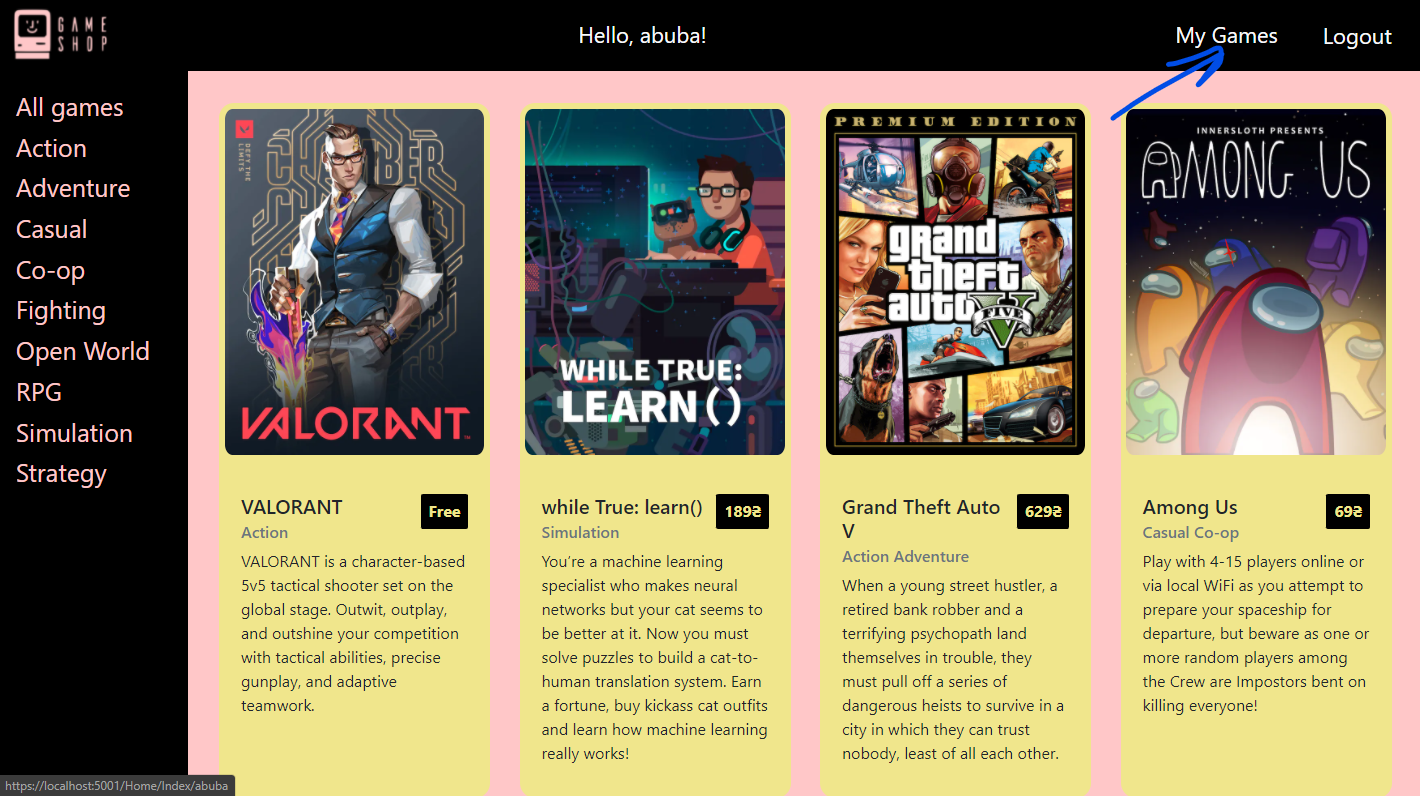 GAME
SHOP
Hello, abuba!
My Games
Logout
All games
Action
Adventure
Casual
Co-op
Fighting
Open World
RPG
Simulation
Strategy
DEFY THE
LIMITS
CHAMBER
VALORANT
VALORANT
Free
Action
VALORANT is a character-based
5v5 tactical shooter set on the
global stage. Outwit, outplay,
and outshine your competition
with tactical abilities, precise
gunplay, and adaptive
teamwork.
WHILE TRUE:
LEARN()
while True: learn()
189₴
Simulation
You're a machine learning
specialist who makes neural
networks but your cat seems to
be better at it. Now you must
solve puzzles to build a cat-to-
human translation system. Earn
a fortune, buy kickass cat outfits
and learn how machine learning
really works!
PREMIUM EDITION
grand
theft
auto
FIVE
V
Grand Theft Auto
V
629₴
Action Adventure
When a young street hustler, a
retired bank robber and a
terrifying psychopath land
themselves in trouble, they
must pull off a series of
dangerous heists to survive in a
city in which they can trust
nobody, least of all each other.
INNERSLOTH PRESENTS
AMONG US
Among Us
69₴
Casual Co-op
Play with 4-15 players online or
via local WiFi as you attempt to
prepare your spaceship for
departure, but beware as one or
more random players among
the Crew are Impostors bent on
killing everyone!
https://localhost:5001/Home/Index/abuba